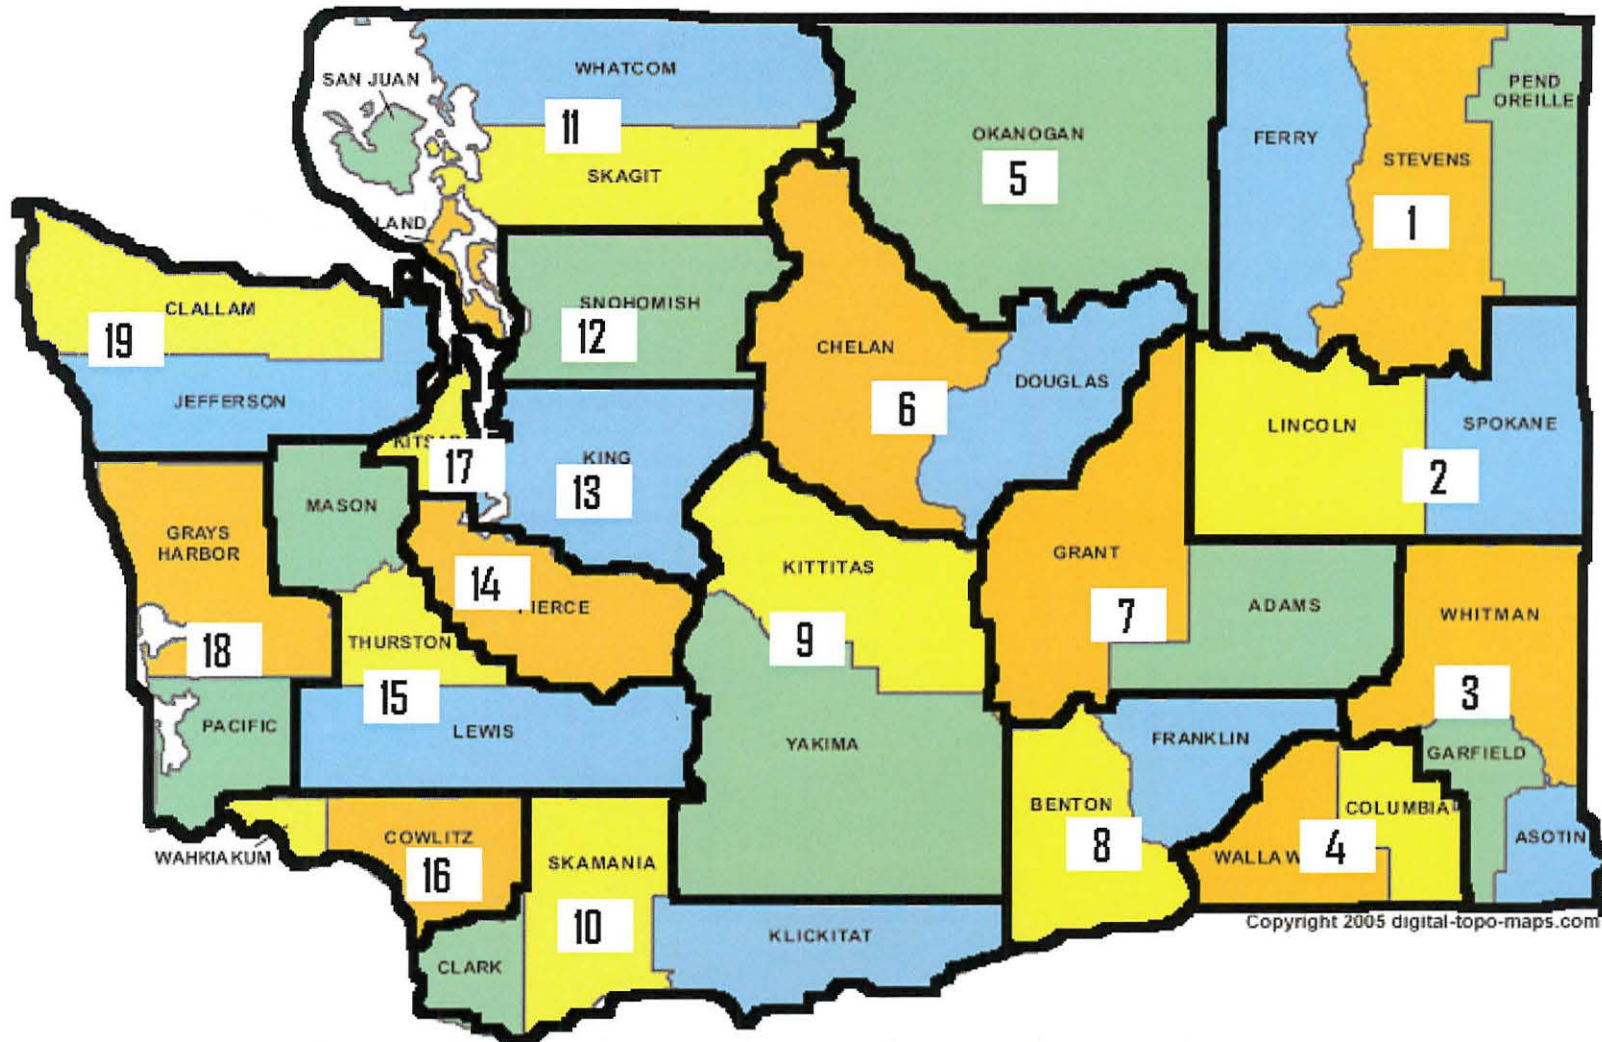 WHATCOM
SAN JUAN
11
SKAGIT
LAND
OKANOGAN
5
FERRY
STEVENS
1
PEND
OREILLE
CLALLAM
19
JEFFERSON
SNOHOMISH
12
CHELAN
6
DOUGLAS
LINCOLN
2
SPOKANE
17
KING
13
MASON
GRAYS
HARBOR
18
14
PIERCE
KITTITAS
9
GRANT
7
ADAMS
WHITMAN
3
THURSTON
15
LEWIS
PACIFIC
YAKIMA
FRANKLIN
GARFIELD
BENTON
8
COLUMBIA
WALLA W
4
ASOTIN
WAHKIAKUM
COWLITZ
16
SKAMANIA
10
CLARK
KLICKITAT
Copyright 2005 digital-topo-maps.com